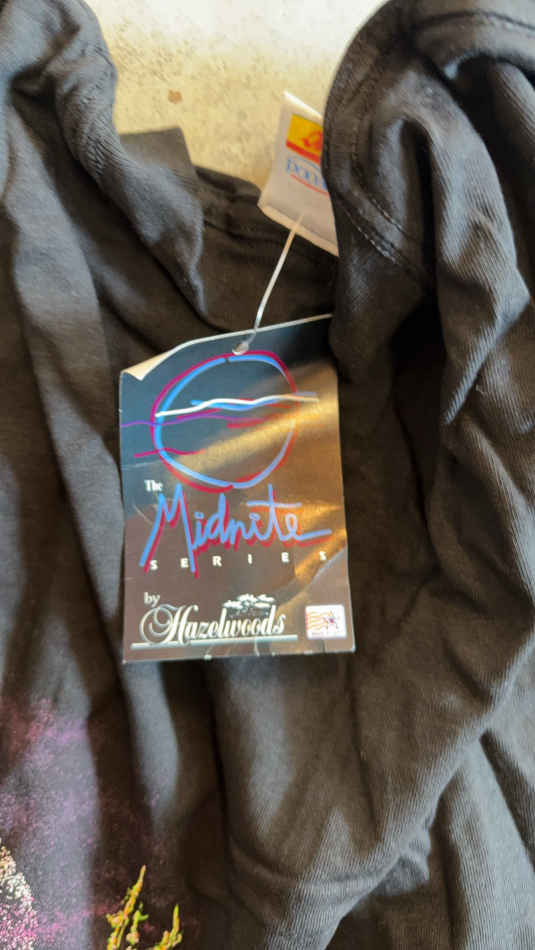 The
Midnite
SERIES
by
Hazelwoods